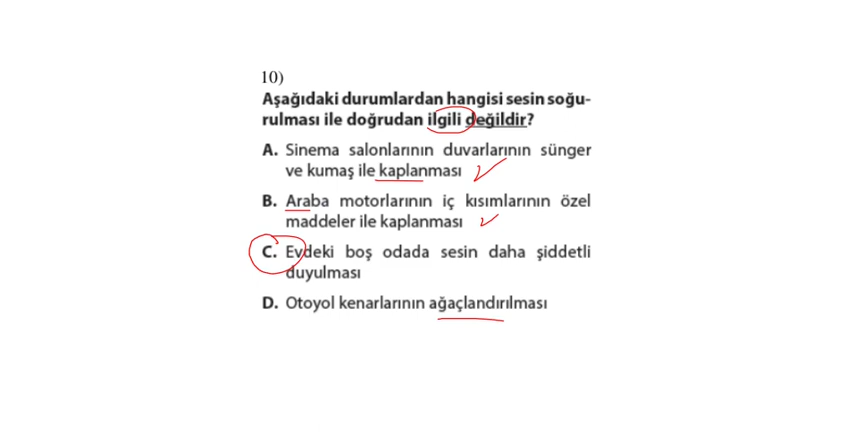 10)
Aşağıdaki durumlardan hangisi sesin soğu-
rulması ile doğrudan ilgili değildir?
A. Sinema salonlarının duvarlarının sünger
ve kumaş ile kaplanması
B. Araba motorlarının iç kısımlarının özel
maddeler ile kaplanması
C. Evdeki boş odada sesin daha şiddetli
duyulması
D. Otoyol kenarlarının ağaçlandırılması